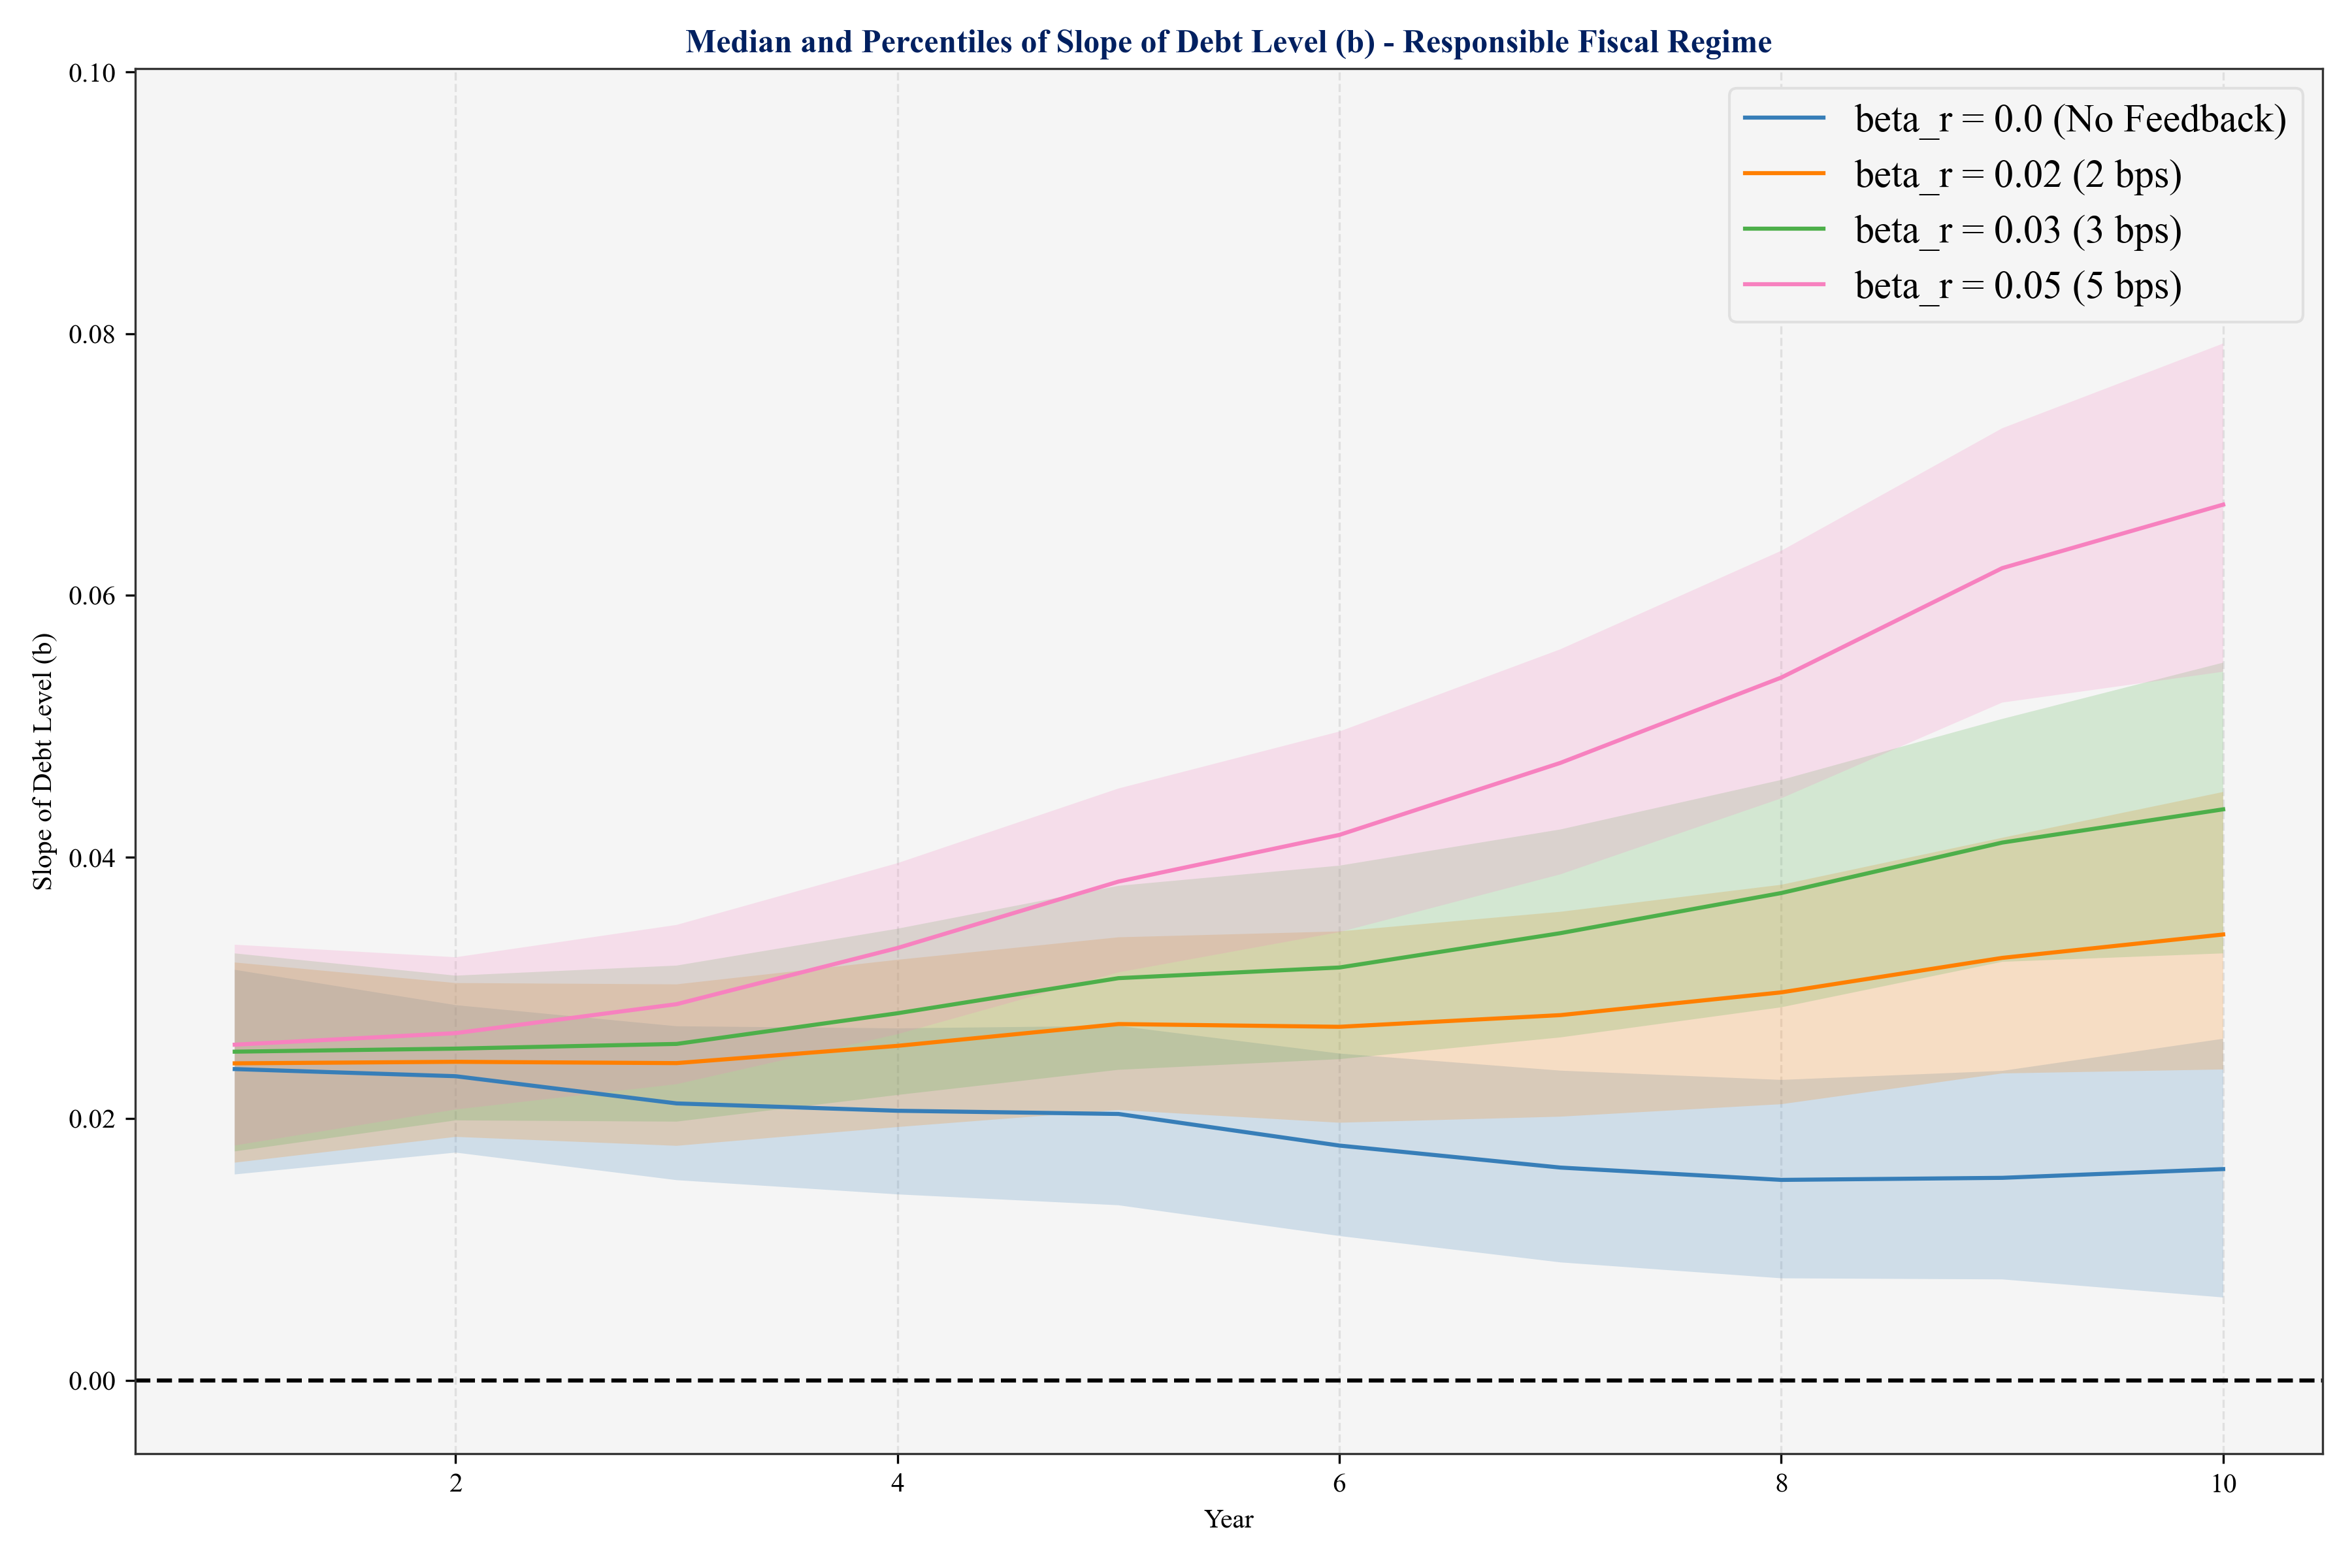 Median and Percentiles of Slope of Debt Level (b) - Responsible Fiscal Regime
beta_r = 0.0 (No Feedback)
beta_r = 0.02 (2 bps)
beta_r = 0.03 (3 bps)
beta_r = 0.05 (5 bps)
Slope of Debt Level (b)
0.10
0.08
0.06
0.04
0.02
0.00
2 4 6 8 10
Year